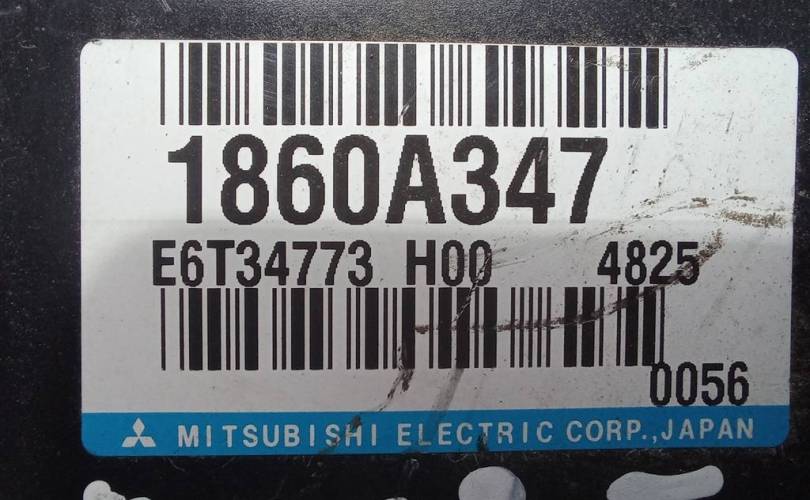 1860A347
E6T34773 H00 4825
0056
MITSUBISHI ELECTRIC CORP.,JAPAN